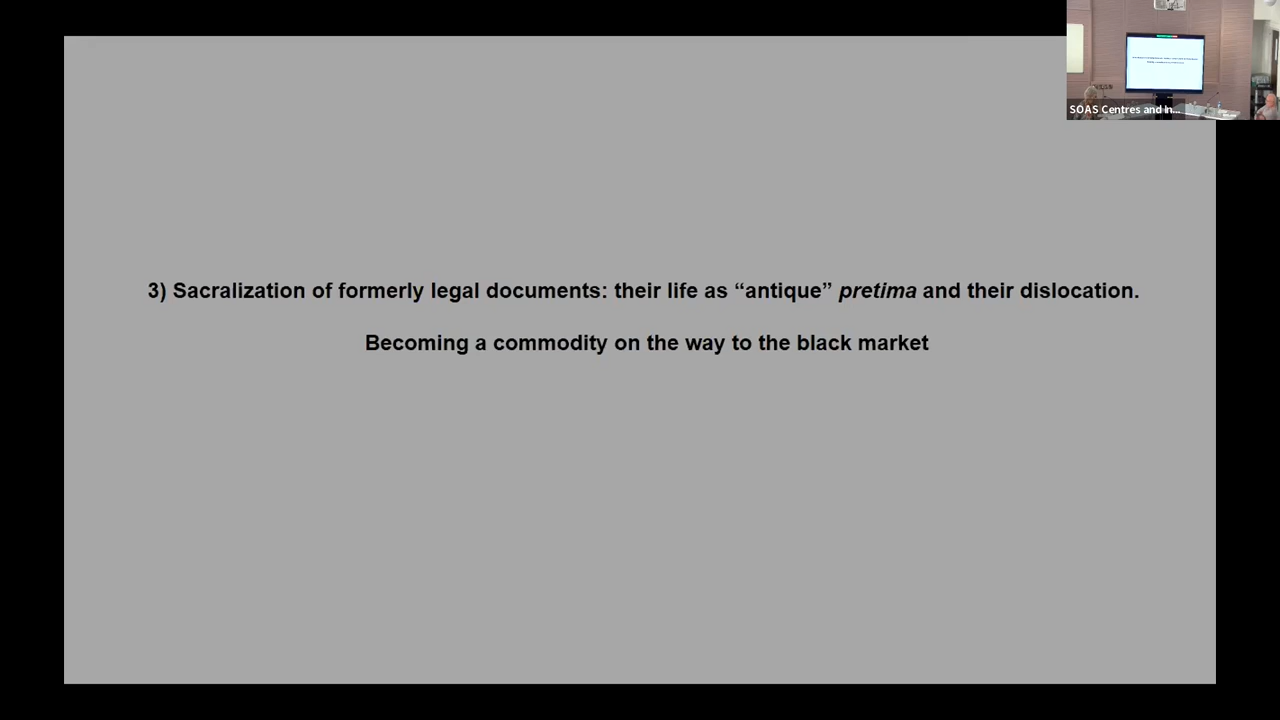 SOAS Centres and In...
3) Sacralization of formerly legal documents: their life as “antique” pretima and their dislocation.
Becoming a commodity on the way to the black market